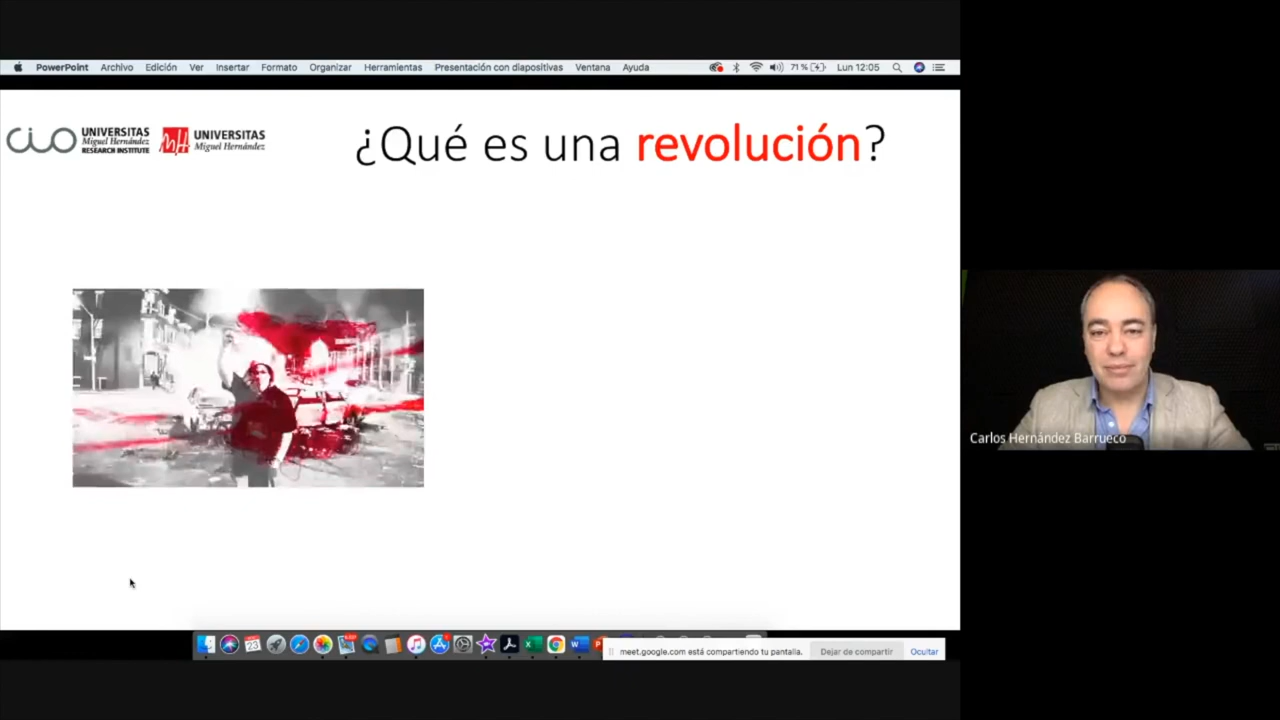 PowerPoint Archivo Edición Ver Insertar Formato Organizar Herramientas Presentación con diapositivas Ventana Ayuda 71 % Lun 12:05
CIO UNIVERSITAS Miguel Hernández RESEARCH INSTITUTE
UNIVERSITAS Miguel Hernández
¿Qué es una revolución?
Carlos Hernández Barrueco
23
meet.google.com está compartiendo tu pantalla. Dejar de compartir Ocultar